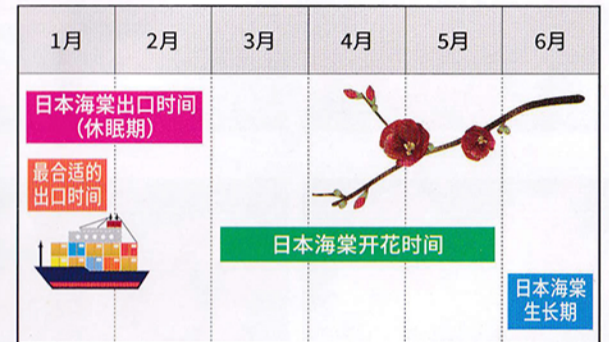 1月 2月 3月 4月 5月 6月
日本海棠出口时间
（休眠期）
最合适的
出口时间
日本海棠开花时间
日本海棠
生长期